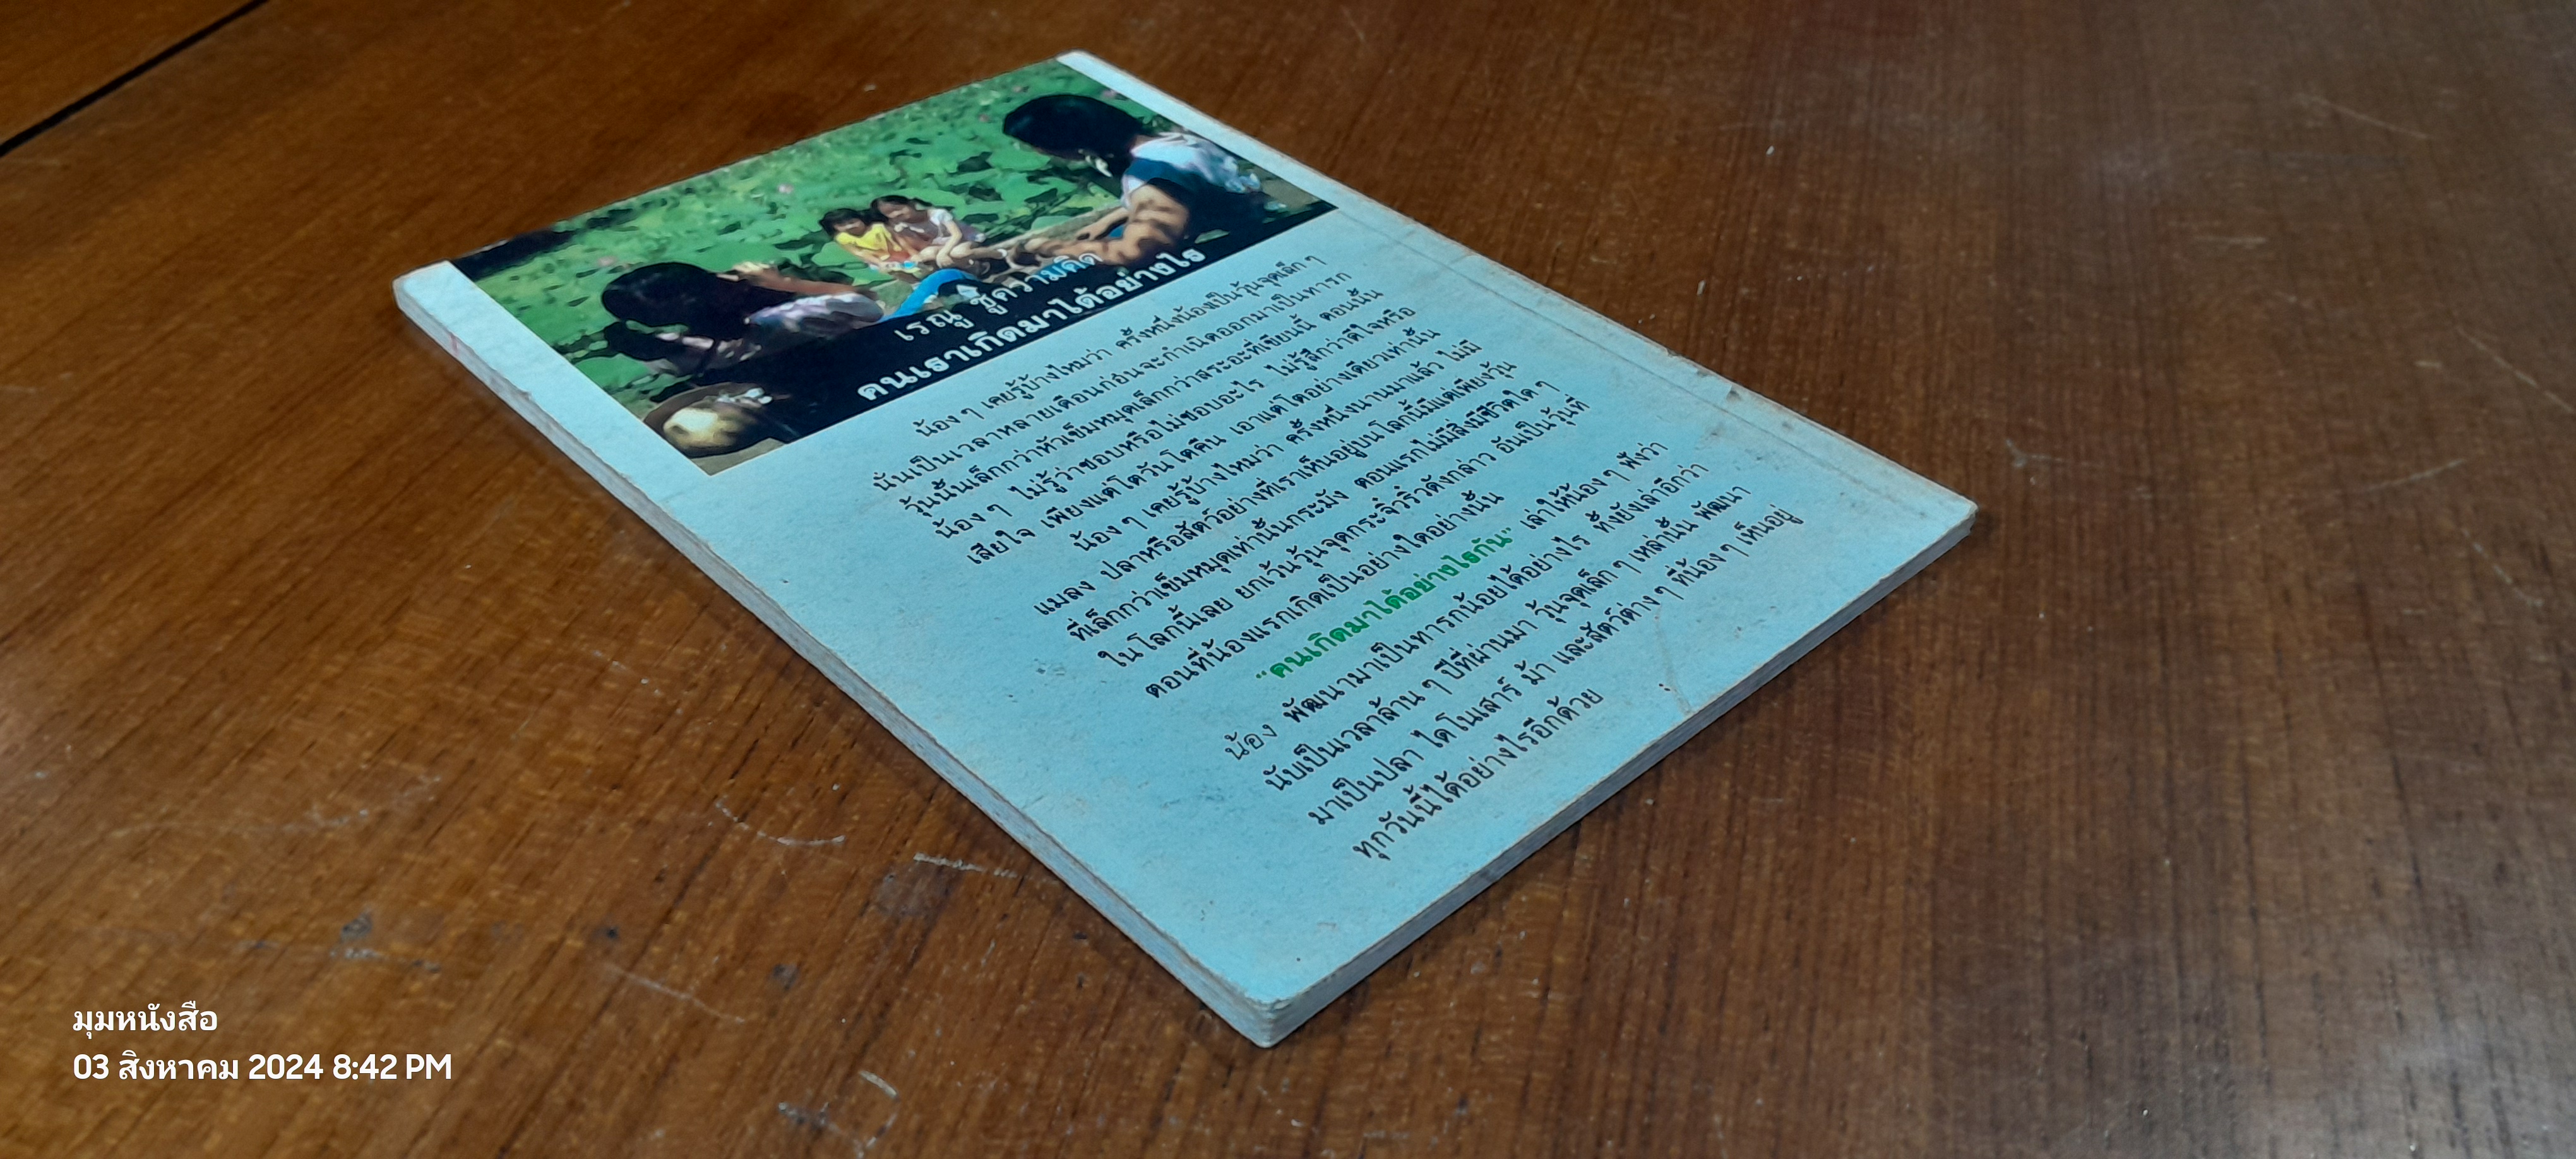 เรณู ชูความคิด
คนเราเกิดมาได้อย่างไร
น้อง ๆ เคยรู้บ้างไหมว่า ครั้งหนึ่งน้องเป็นวุ้นจุดเล็ก ๆ
นั่นเป็นเวลาหลายเดือนก่อนจะกำเนิดออกมาเป็นทารก
วุ้นนั้นเล็กกว่าหัวเข็มหมุดเล็กกว่าสระอะที่เขียนนี้ ตอนนั้น
น้อง ๆ ไม่รู้ว่าชอบหรือไม่ชอบอะไร ไม่รู้สึกว่าดีใจหรือ
เสียใจ เพียงแต่โตวันโตคืน เอาแต่โตอย่างเดียวเท่านั้น
น้อง ๆ เคยรู้บ้างไหมว่า ครั้งหนึ่งนานมาแล้ว ไม่มี
แมลง ปลาหรือสัตว์อย่างที่เราเห็นอยู่บนโลกนี้มีแต่เพียงวุ้น
ที่เล็กกว่าเข็มหมุดเท่านั้นกระมัง ตอนแรกไม่มีสิ่งมีชีวิตใด ๆ
ในโลกนี้เลย ยกเว้นวุ้นจุดกระจิ๋วริ๋วดังกล่าว อันเป็นวุ้นที่
ตอนที่น้องแรกเกิดเป็นอย่างใดอย่างนั้น
“คนเกิดมาได้อย่างไรกัน” เล่าให้น้อง ๆ ฟังว่า
น้อง พัฒนามาเป็นทารกน้อยได้อย่างไร ทั้งยังเล่าอีกว่า
นับเป็นเวลาล้าน ๆ ปีที่ผ่านมา วุ้นจุดเล็ก ๆ เหล่านั้น พัฒนา
มาเป็นปลา ไดโนเสาร์ ม้า และสัตว์ต่าง ๆ ที่น้อง ๆ เห็นอยู่
ทุกวันนี้ได้อย่างไรอีกด้วย
มุมหนังสือ
03 สิงหาคม 2024 8:42 PM